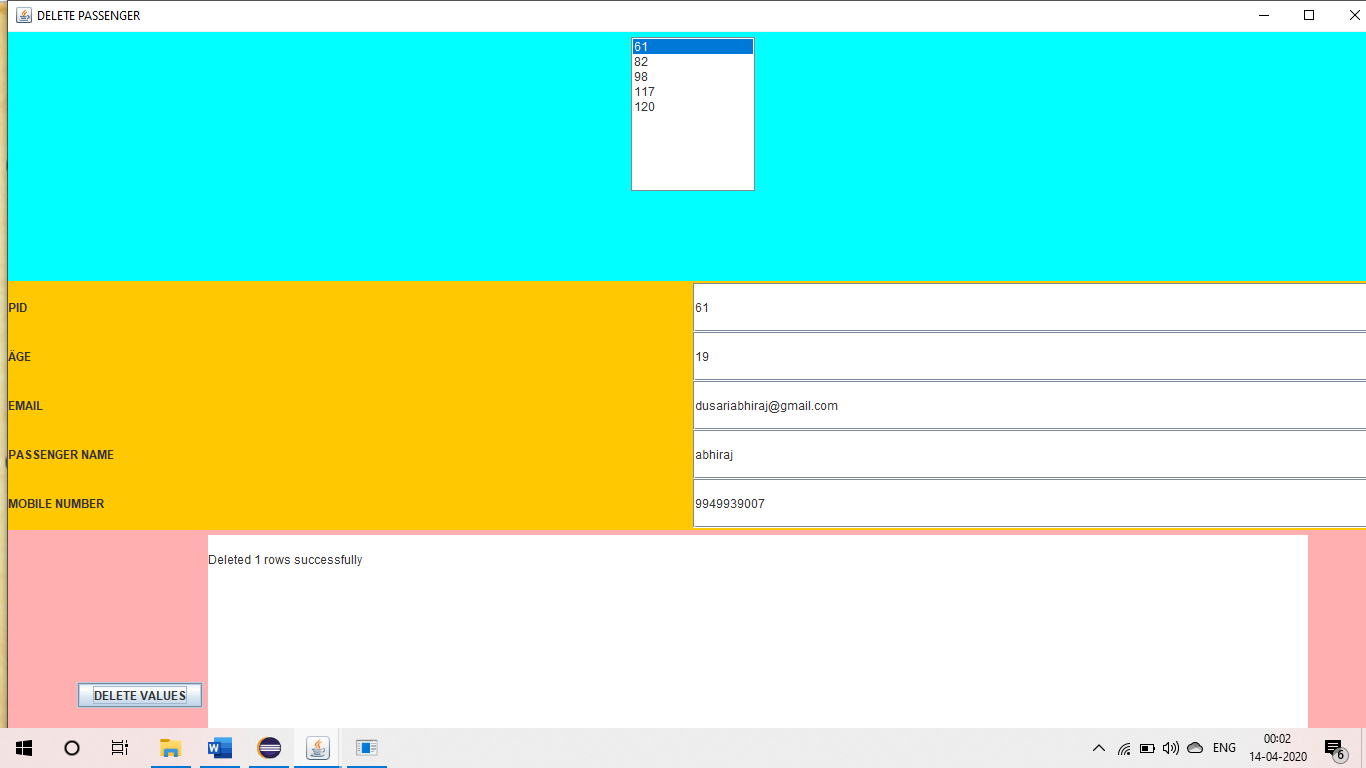 DELETE PASSENGER
61
82
98
117
120
PID 61
ÄGE 19
EMAIL dusariabhiraj@gmail.com
PASSENGER NAME abhiraj
MOBILE NUMBER 9949939007
Deleted 1 rows successfully
DELETE VALUES
ENG
00:02
14-04-2020
6